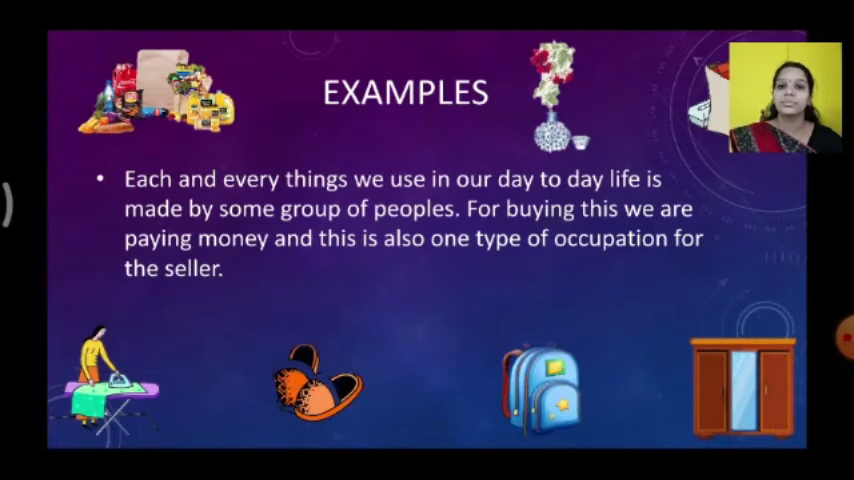 EXAMPLES
• Each and every things we use in our day to day life is
made by some group of peoples. For buying this we are
paying money and this is also one type of occupation for
the seller.